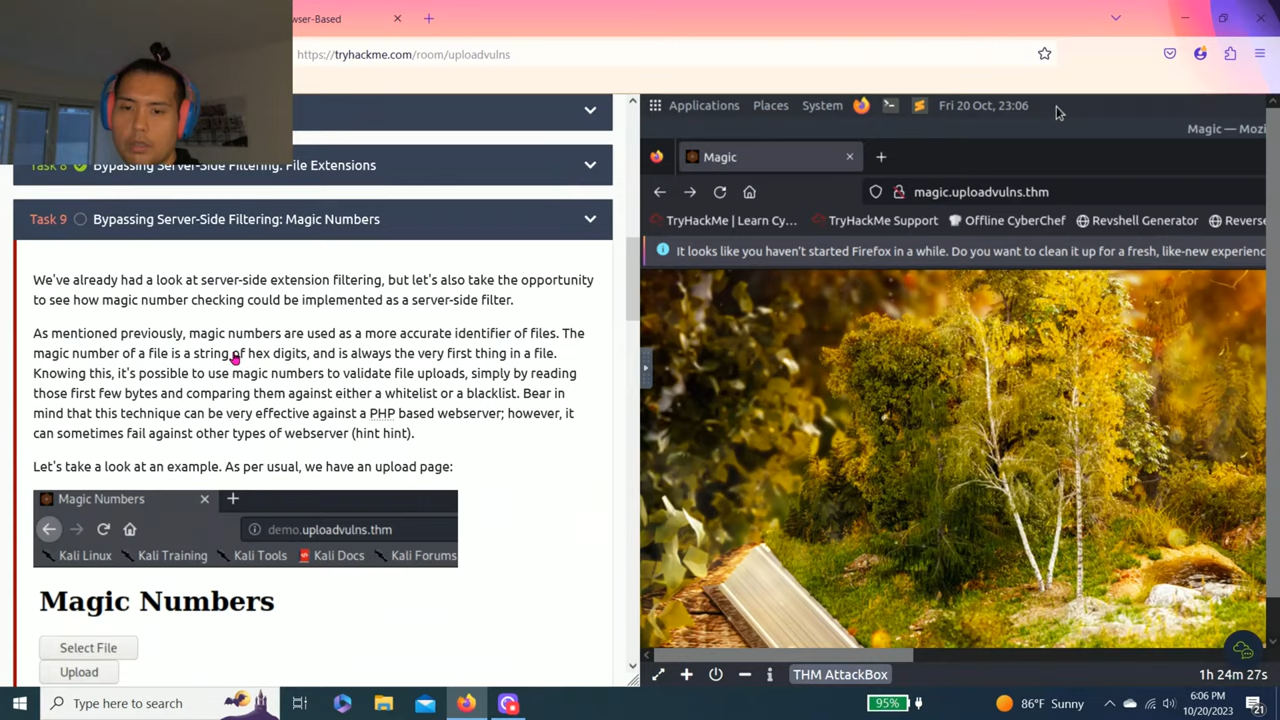 wser-Based
https://tryhackme.com/room/uploadvulns
Task 8 Bypassing Server-Side Filtering: File Extensions
Task 9 Bypassing Server-Side Filtering: Magic Numbers
We've already had a look at server-side extension filtering, but let's also take the opportunity
to see how magic number checking could be implemented as a server-side filter.
As mentioned previously, magic numbers are used as a more accurate identifier of files. The
magic number of a file is a string of hex digits, and is always the very first thing in a file.
Knowing this, it's possible to use magic numbers to validate file uploads, simply by reading
those first few bytes and comparing them against either a whitelist or a blacklist. Bear in
mind that this technique can be very effective against a PHP based webserver; however, it
can sometimes fail against other types of webserver (hint hint).
Let's take a look at an example. As per usual, we have an upload page:
Magic Numbers
demo.uploadvulns.thm
Kali Linux Kali Training Kali Tools Kali Docs Kali Forums
Magic Numbers
Select File
Upload
Applications Places System Fri 20 Oct, 23:06
Magic — Mozi
Magic
magic.uploadvulns.thm
TryHackMe | Learn Cy... TryHackMe Support Offline CyberChef Revshell Generator Reverse
It looks like you haven't started Firefox in a while. Do you want to clean it up for a fresh, like-new experienc
THM AttackBox
1h 24m 27s
Type here to search
95%
86°F Sunny
6:06 PM
10/20/2023
21